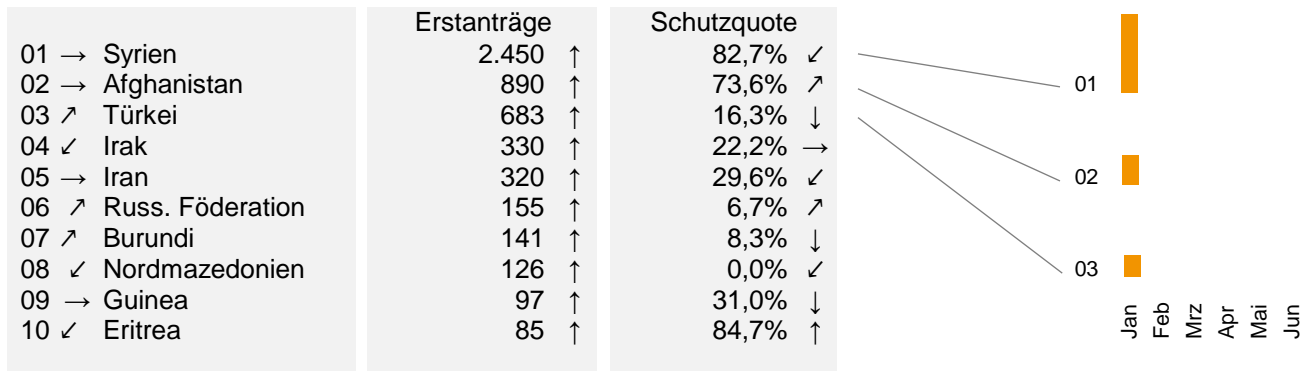 Erstanträge Schutzquote
01 → Syrien 2.450 ↑ 82,7% ↙
02 → Afghanistan 890 ↑ 73,6% ↗
03 ↗ Türkei 683 ↑ 16,3% ↓
04 ↙ Irak 330 ↑ 22,2% →
05 → Iran 320 ↑ 29,6% ↙
06 ↗ Russ. Föderation 155 ↑ 6,7% ↗
07 ↗ Burundi 141 ↑ 8,3% ↓
08 ↙ Nordmazedonien 126 ↑ 0,0% ↙
09 → Guinea 97 ↑ 31,0% ↓
10 ↙ Eritrea 85 ↑ 84,7% ↑
01
02
03
Jan
Feb
Mrz
Apr
Mai
Jun